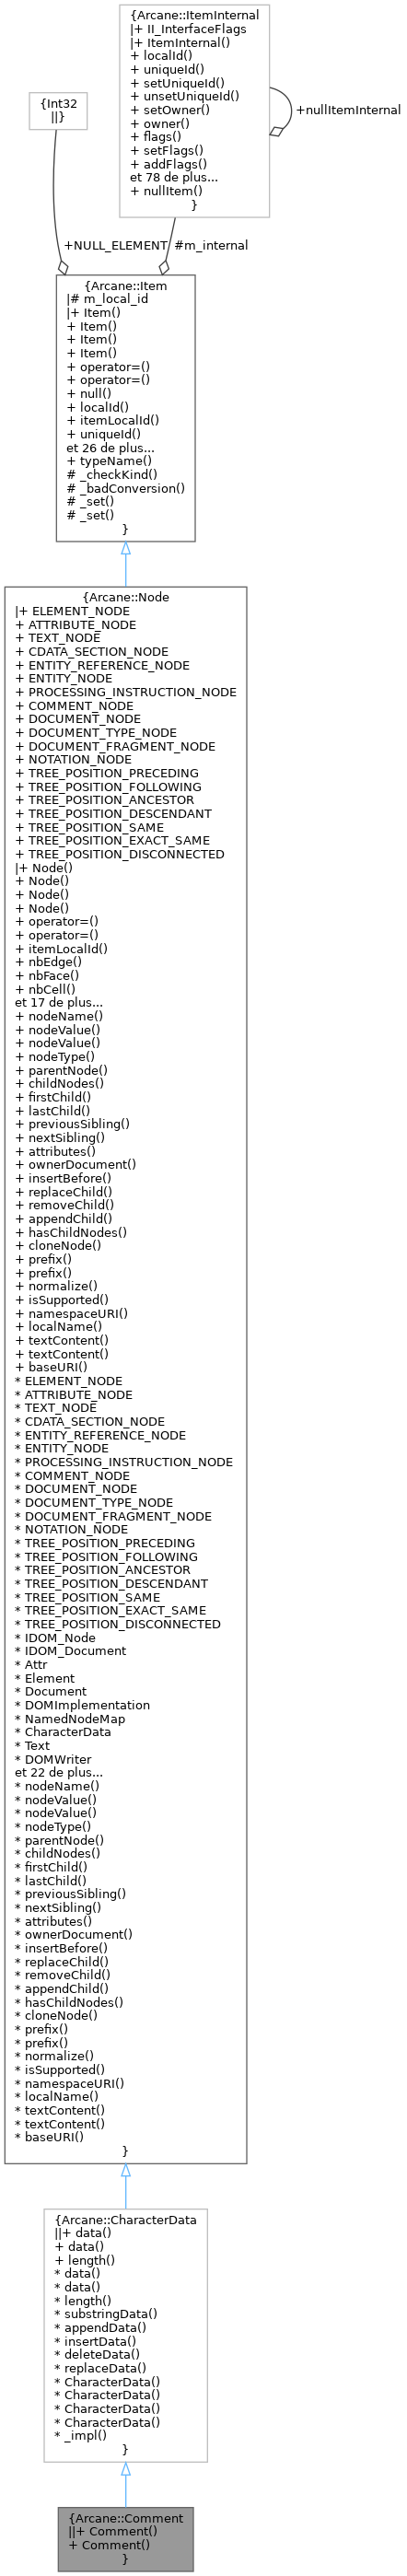 {Arcane::ItemInternal
|+ II_InterfaceFlags
|+ ItemInternal()
+ localId()
+ uniqueId()
+ setUniqueId()
+ unsetUniqueId()
+ setOwner()
+ owner()
+ flags()
+ setFlags()
+ addFlags()
et 78 de plus...
+ nullItem()
}
+nullItemInternal
{Int32
||}
+NULL_ELEMENT
#m_internal
{Arcane::Item
|# m_local_id
|+ Item()
+ Item()
+ Item()
+ Item()
+ operator=()
+ operator=()
+ null()
+ localId()
+ itemLocalId()
+ uniqueId()
et 26 de plus...
+ typeName()
# _checkKind()
# _badConversion()
# _set()
# _set()
}
{Arcane::Node
|+ ELEMENT_NODE
+ ATTRIBUTE_NODE
+ TEXT_NODE
+ CDATA_SECTION_NODE
+ ENTITY_REFERENCE_NODE
+ ENTITY_NODE
+ PROCESSING_INSTRUCTION_NODE
+ COMMENT_NODE
+ DOCUMENT_NODE
+ DOCUMENT_TYPE_NODE
+ DOCUMENT_FRAGMENT_NODE
+ NOTATION_NODE
+ TREE_POSITION_PRECEDING
+ TREE_POSITION_FOLLOWING
+ TREE_POSITION_ANCESTOR
+ TREE_POSITION_DESCENDANT
+ TREE_POSITION_SAME
+ TREE_POSITION_EXACT_SAME
+ TREE_POSITION_DISCONNECTED
|+ Node()
+ Node()
+ Node()
+ Node()
+ operator=()
+ operator=()
+ itemLocalId()
+ nbEdge()
+ nbFace()
+ nbCell()
et 17 de plus...
+ nodeName()
+ nodeValue()
+ nodeValue()
+ nodeType()
+ parentNode()
+ childNodes()
+ firstChild()
+ lastChild()
+ previousSibling()
+ nextSibling()
+ attributes()
+ ownerDocument()
+ insertBefore()
+ replaceChild()
+ removeChild()
+ appendChild()
+ hasChildNodes()
+ cloneNode()
+ prefix()
+ prefix()
+ normalize()
+ isSupported()
+ namespaceURI()
+ localName()
+ textContent()
+ textContent()
+ baseURI()
* ELEMENT_NODE
* ATTRIBUTE_NODE
* TEXT_NODE
* CDATA_SECTION_NODE
* ENTITY_REFERENCE_NODE
* ENTITY_NODE
* PROCESSING_INSTRUCTION_NODE
* COMMENT_NODE
* DOCUMENT_NODE
* DOCUMENT_TYPE_NODE
* DOCUMENT_FRAGMENT_NODE
* NOTATION_NODE
* TREE_POSITION_PRECEDING
* TREE_POSITION_FOLLOWING
* TREE_POSITION_ANCESTOR
* TREE_POSITION_DESCENDANT
* TREE_POSITION_SAME
* TREE_POSITION_EXACT_SAME
* TREE_POSITION_DISCONNECTED
* IDOM_Node
* IDOM_Document
* Attr
* Element
* Document
* DOMImplementation
* NamedNodeMap
* CharacterData
* Text
* DOMWriter
et 22 de plus...
* nodeName()
* nodeValue()
* nodeValue()
* nodeType()
* parentNode()
* childNodes()
* firstChild()
* lastChild()
* previousSibling()
* nextSibling()
* attributes()
* ownerDocument()
* insertBefore()
* replaceChild()
* removeChild()
* appendChild()
* hasChildNodes()
* cloneNode()
* prefix()
* prefix()
* normalize()
* isSupported()
* namespaceURI()
* localName()
* textContent()
* textContent()
* baseURI()
}
{Arcane::CharacterData
||+ data()
+ data()
+ length()
* data()
* data()
* length()
* substringData()
* appendData()
* insertData()
* deleteData()
* replaceData()
* CharacterData()
* CharacterData()
* CharacterData()
* CharacterData()
* _impl()
}
{Arcane::Comment
||+ Comment()
+ Comment()
}